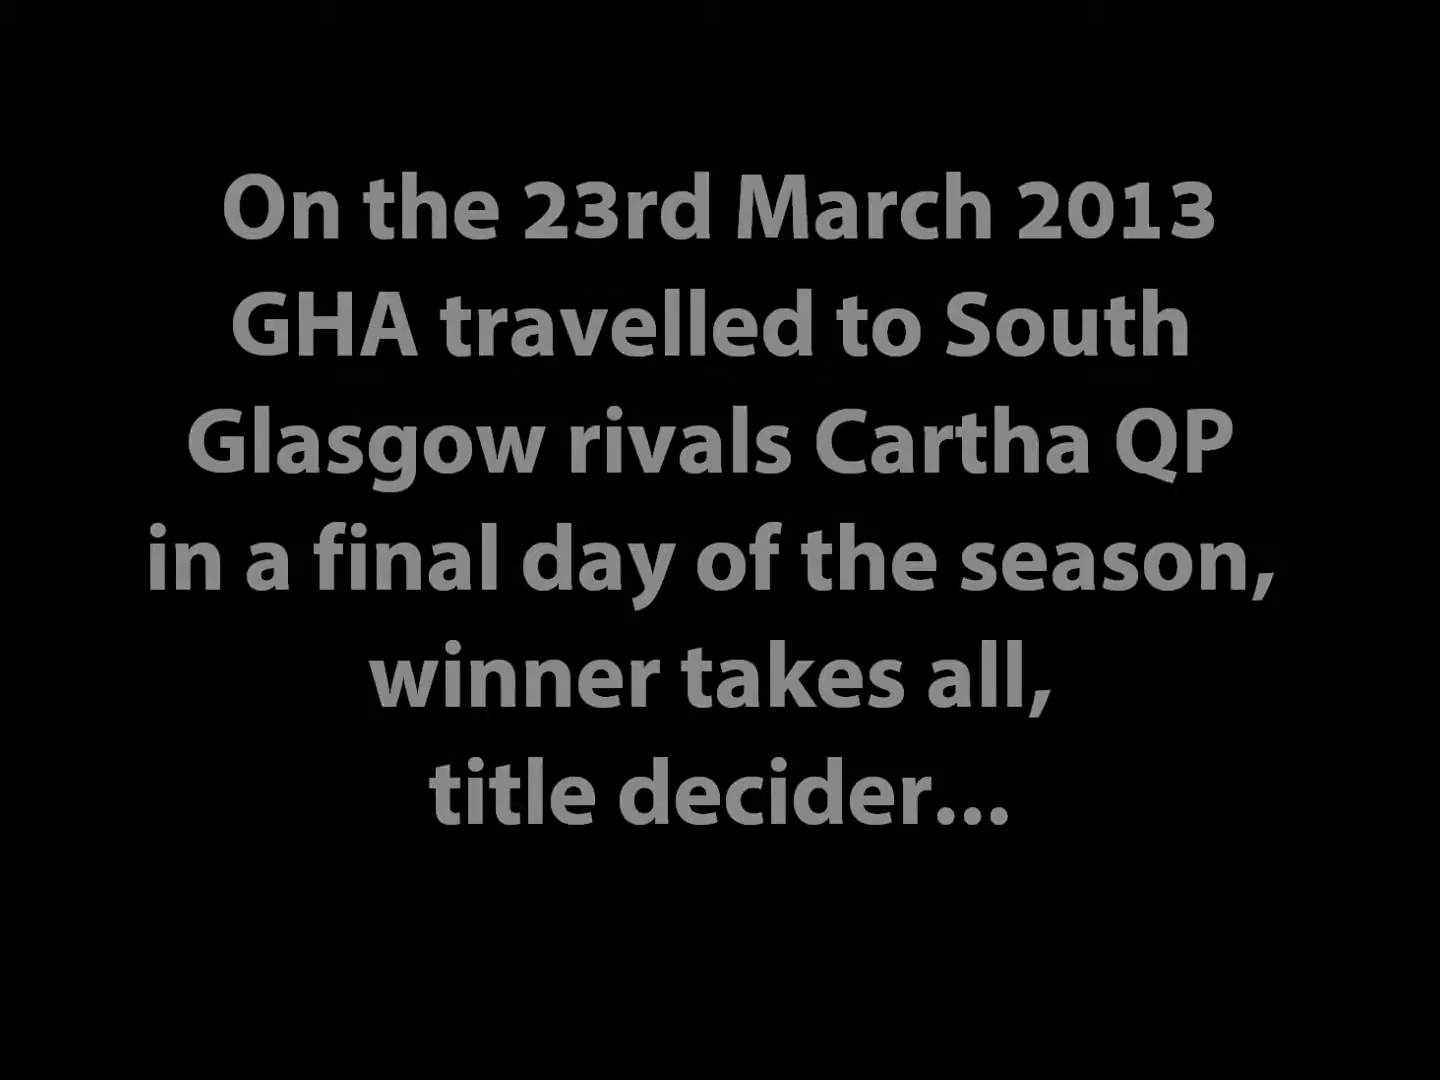 On the 23rd March 2013
GHA travelled to South
Glasgow rivals Cartha QP
in a final day of the season,
winner takes all,
title decider...